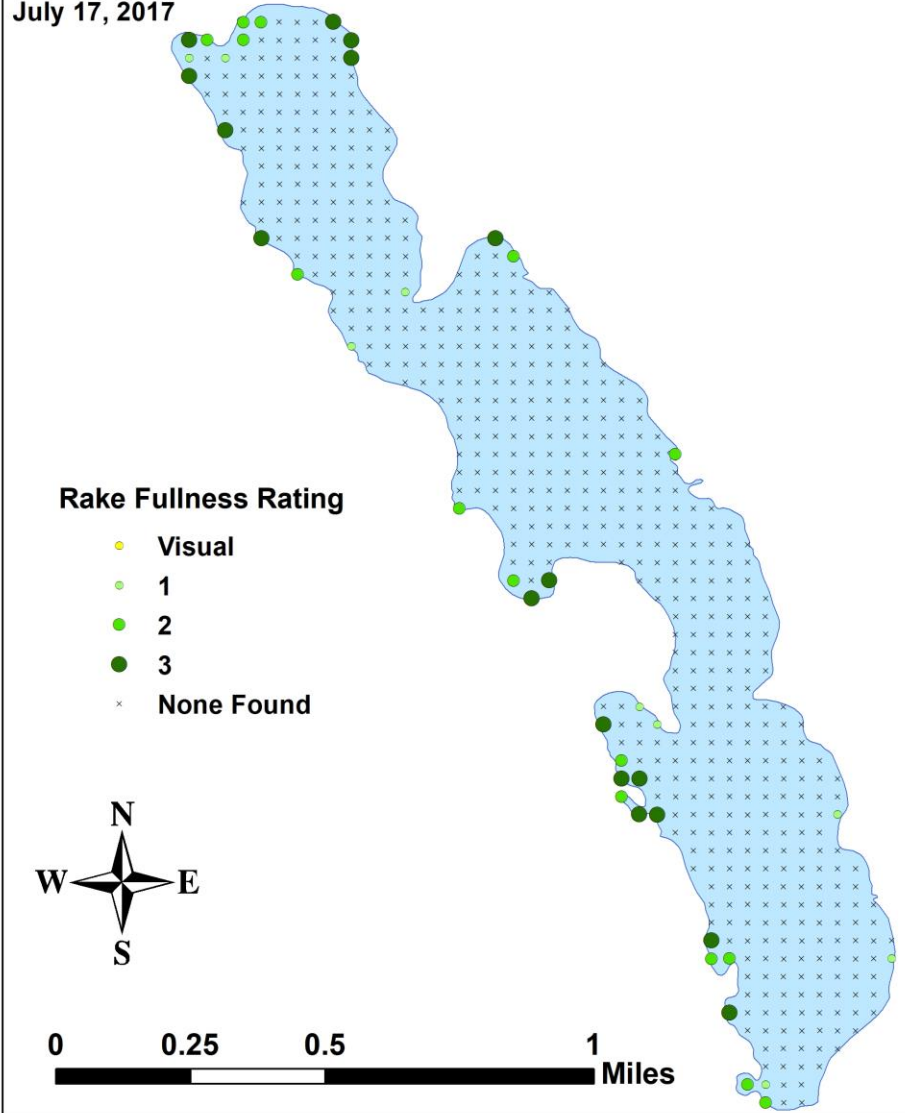 July 17, 2017
Rake Fullness Rating
Visual
1
2
3
None Found
N
W E
S
0 0.25 0.5 1
Miles